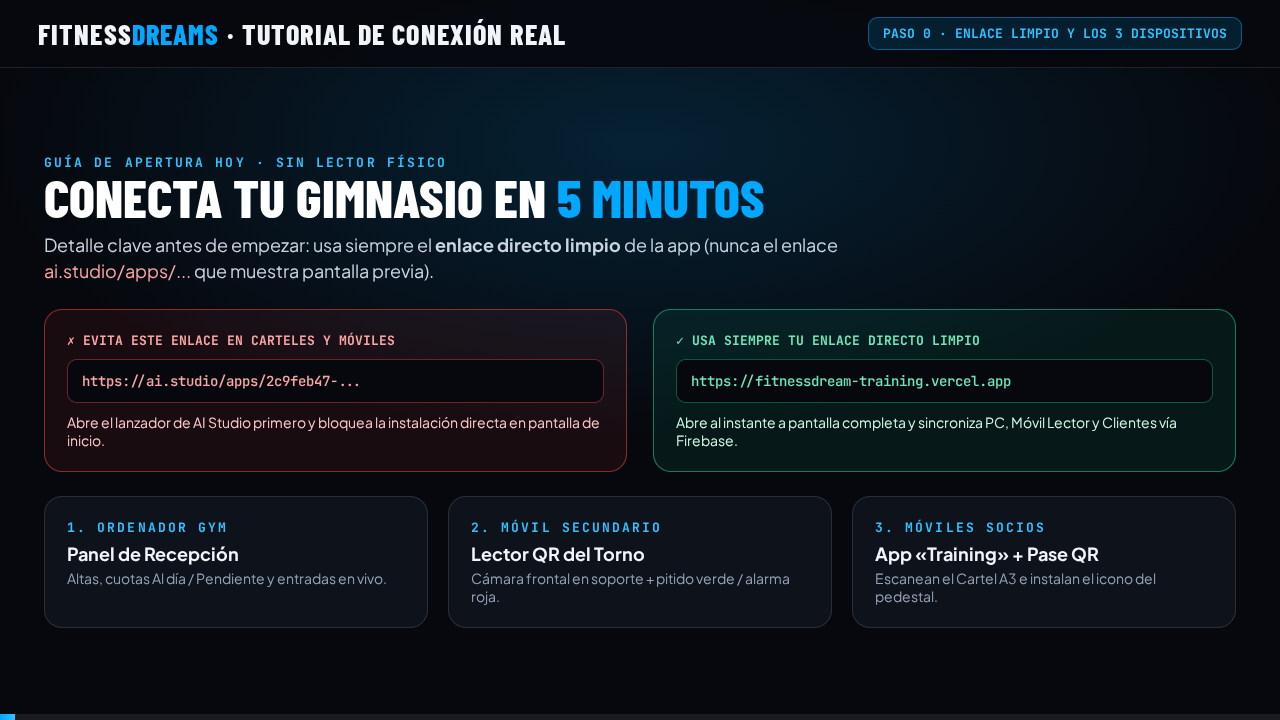 FITNESSDREAMS · TUTORIAL DE CONEXIÓN REAL
PASO 0 · ENLACE LIMPIO Y LOS 3 DISPOSITIVOS
GUÍA DE APERTURA HOY · SIN LECTOR FÍSICO
CONECTA TU GIMNASIO EN 5 MINUTOS
Detalle clave antes de empezar: usa siempre el enlace directo limpio de la app (nunca el enlace
ai.studio/apps/... que muestra pantalla previa).
✗ EVITA ESTE ENLACE EN CARTELES Y MÓVILES
https://ai.studio/apps/2c9feb47-...
Abre el lanzador de AI Studio primero y bloquea la instalación directa en pantalla de
inicio.
✓ USA SIEMPRE TU ENLACE DIRECTO LIMPIO
https://fitnessdream-training.vercel.app
Abre al instante a pantalla completa y sincroniza PC, Móvil Lector y Clientes vía
Firebase.
1. ORDENADOR GYM
Panel de Recepción
Altas, cuotas Al día / Pendiente y entradas en vivo.
2. MÓVIL SECUNDARIO
Lector QR del Torno
Cámara frontal en soporte + pitido verde / alarma
roja.
3. MÓVILES SOCIOS
App «Training» + Pase QR
Escanean el Cartel A3 e instalan el icono del
pedestal.